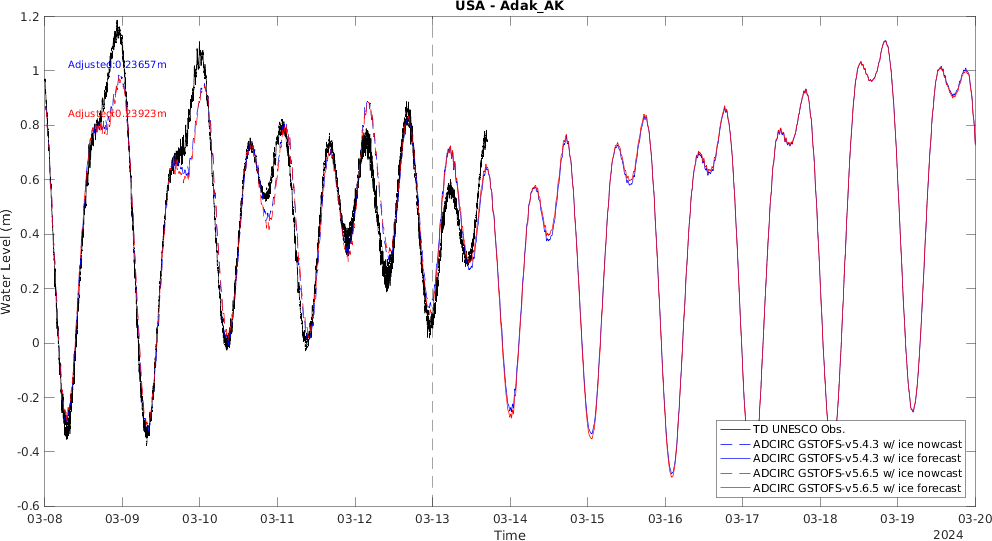 USA - Adak_AK
Water Level (m)
1.2
1
0.8
0.6
0.4
0.2
0
-0.2
-0.4
-0.6
Adjusted:0.23657m
Adjusted:0.23923m
TD UNESCO Obs.
ADCIRC GSTOFS-v5.4.3 w/ ice nowcast
ADCIRC GSTOFS-v5.4.3 w/ ice forecast
ADCIRC GSTOFS-v5.6.5 w/ ice nowcast
ADCIRC GSTOFS-v5.6.5 w/ ice forecast
03-08 03-09 03-10 03-11 03-12 03-13 03-14 03-15 03-16 03-17 03-18 03-19 03-20
Time
2024